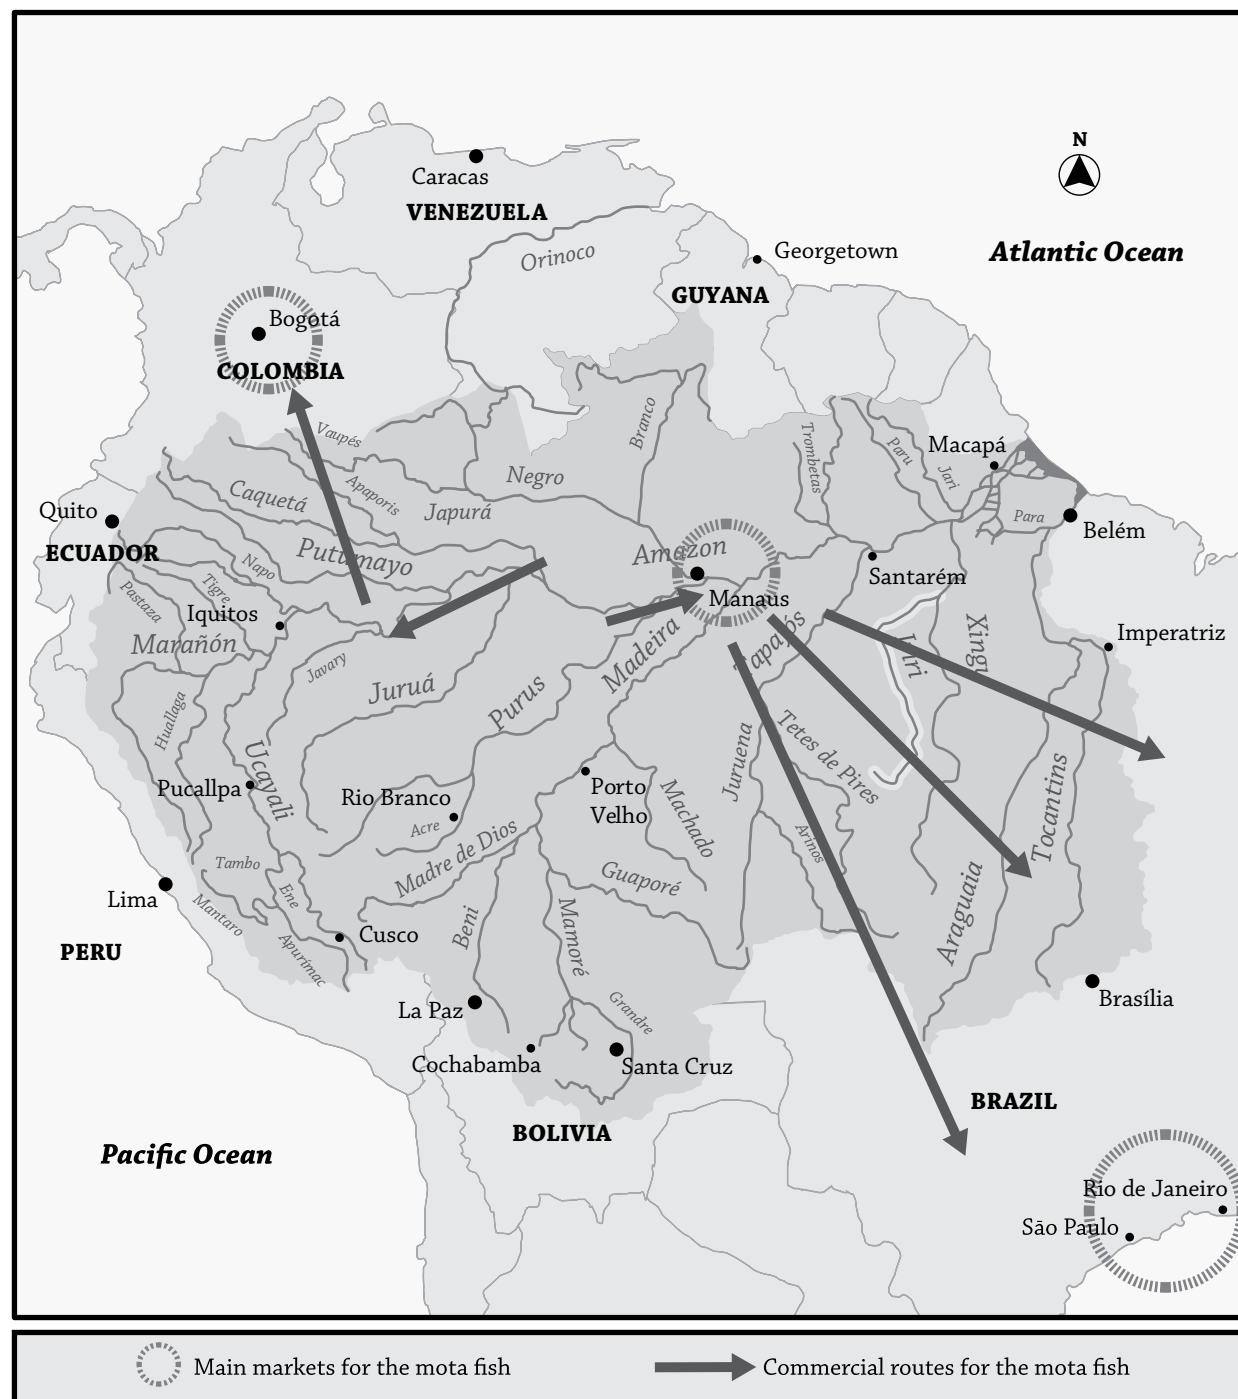 N
Caracas
VENEZUELA
Orinoco
Georgetown
Atlantic Ocean
GUYANA
Bogotá
COLOMBIA
Vaupés
Branco
Trombetas
Paru
Jari
Macapá
Negro
Caquetá
Apaporis
Japurá
Quito
Para
Belém
ECUADOR
Putumayo
Napo
Amazon
Santarém
Pastaza
Tigre
Iquitos
Manaus
Marañón
Javary
Juruá
Purus
Madeira
Tapajós
Iriri
Xingu
Imperatriz
Huallaga
Ucayali
Pucallpa
Rio Branco
Acre
Porto
Velho
Machado
Juruena
Tetes de Pires
Arinos
Tocantins
Tambo
Madre de Dios
Guaporé
Lima
Mantaro
Ene
Apurímac
Cusco
Beni
Mamoré
Araguaia
PERU
La Paz
Grandre
Brasília
Cochabamba
Santa Cruz
BRAZIL
BOLIVIA
Pacific Ocean
Rio de Janeiro
São Paulo
Main markets for the mota fish
Commercial routes for the mota fish